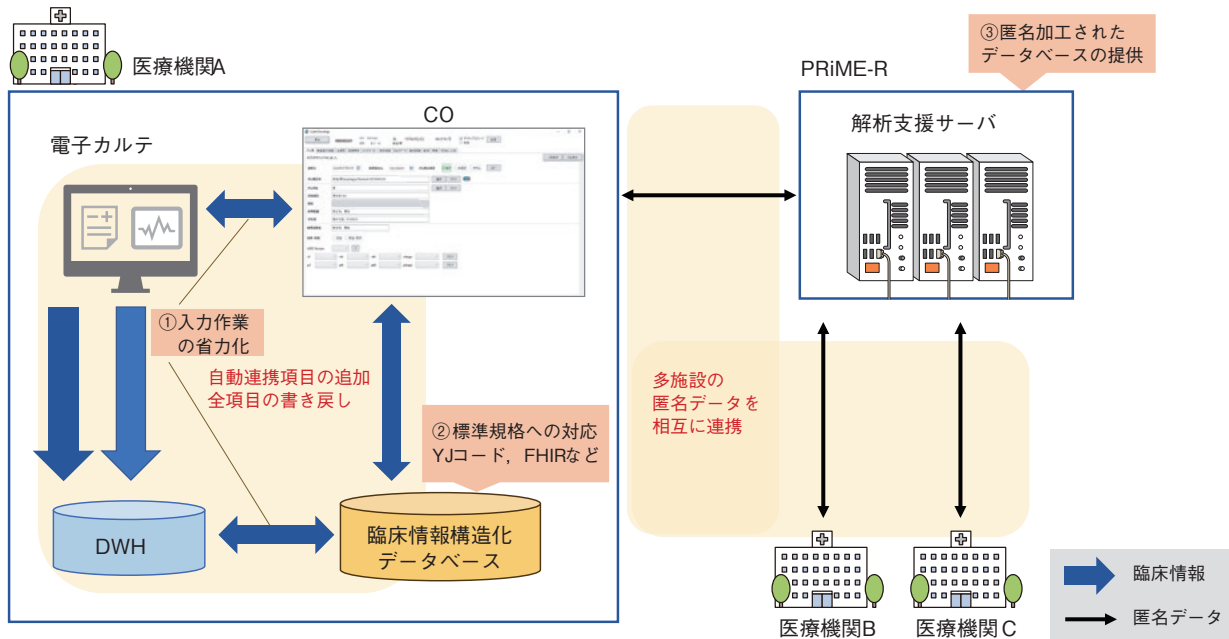 医療機関A
③匿名加工された
データベースの提供
PRiME-R
電子カルテ
CO
解析支援サーバ
①入力作業
の省力化
自動連携項目の追加
全項目の書き戻し
②標準規格への対応
YJコード，FHIRなど
多施設の
匿名データを
相互に連携
DWH
臨床情報構造化
データベース
医療機関B
医療機関C
臨床情報
匿名データ